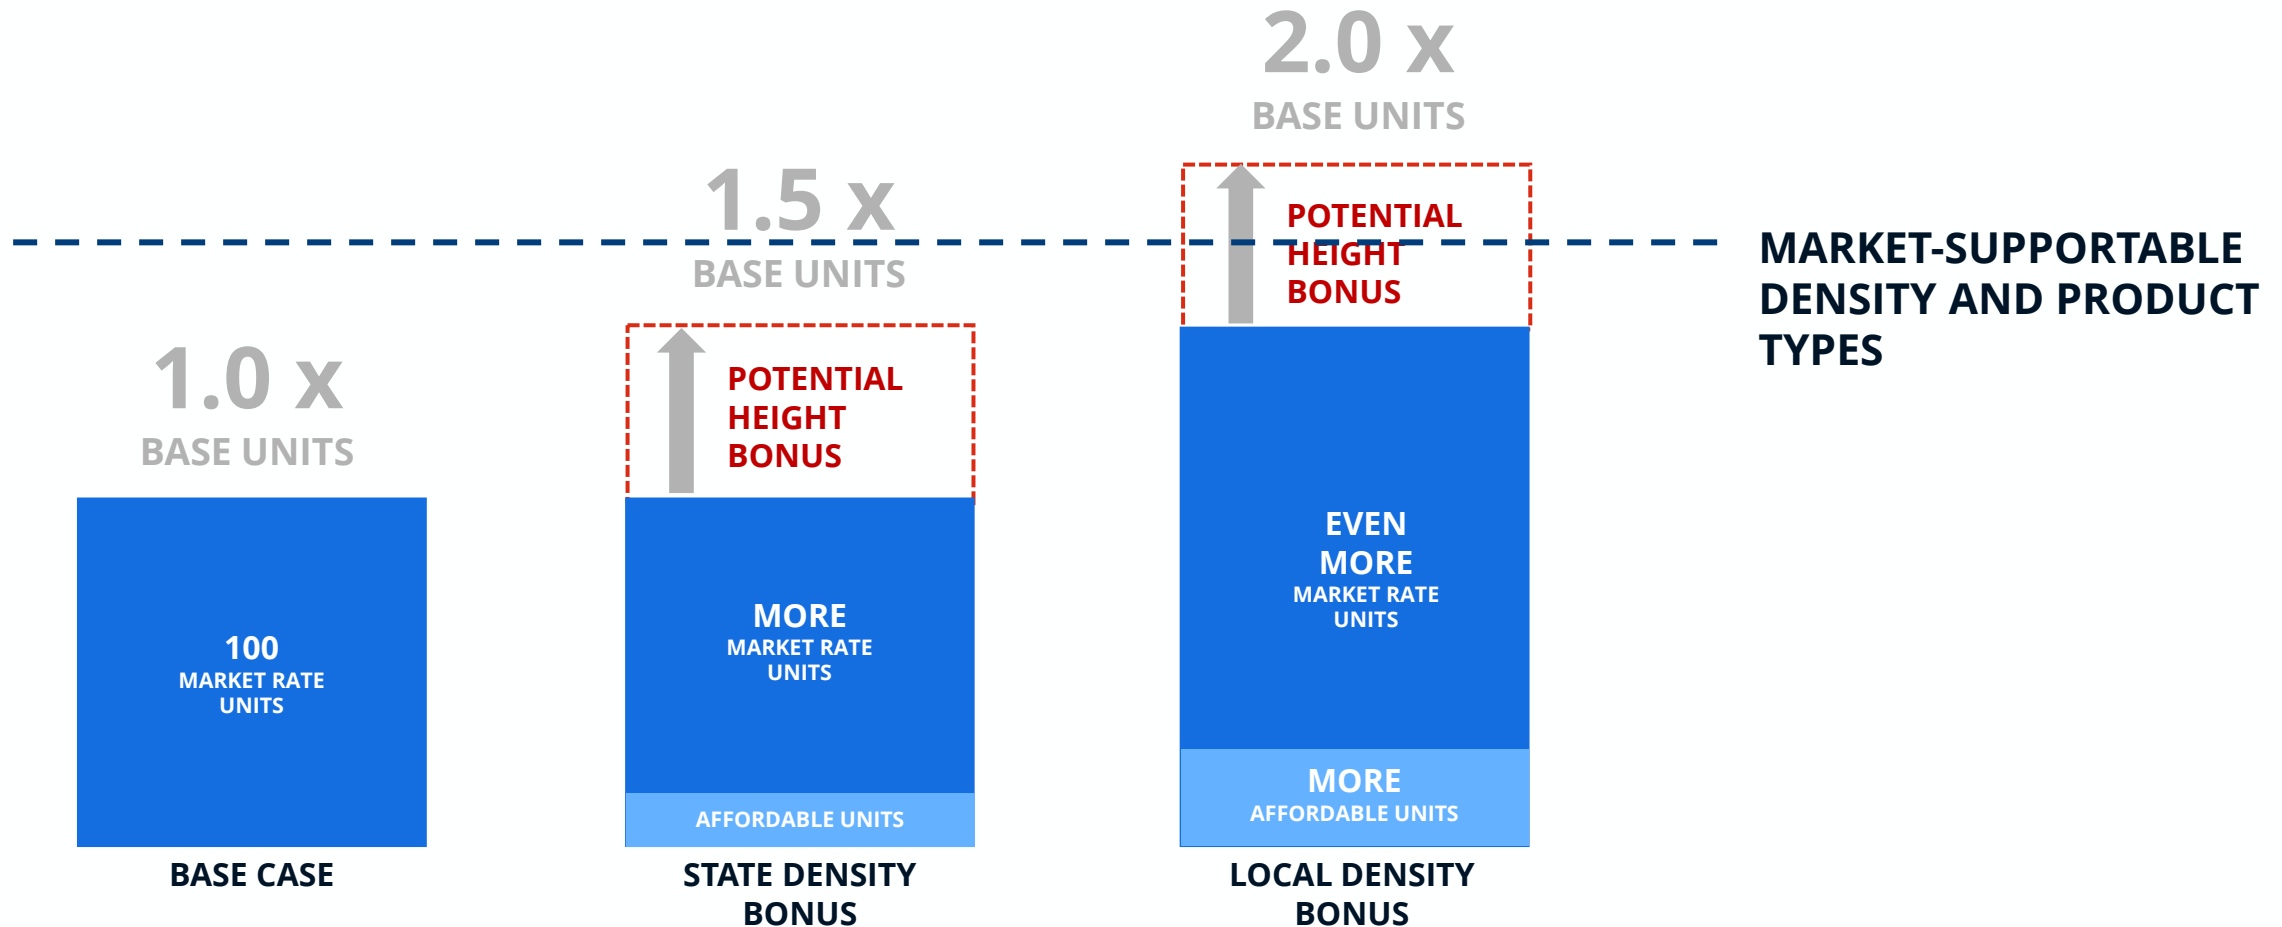 2.0 x
BASE UNITS
1.5 x
BASE UNITS
1.0 x
BASE UNITS
POTENTIAL
HEIGHT
BONUS
POTENTIAL
HEIGHT
BONUS
MARKET-SUPPORTABLE
DENSITY AND PRODUCT
TYPES
100
MARKET RATE
UNITS
MORE
MARKET RATE
UNITS
EVEN
MORE
MARKET RATE
UNITS
AFFORDABLE UNITS
MORE
AFFORDABLE UNITS
BASE CASE
STATE DENSITY
BONUS
LOCAL DENSITY
BONUS